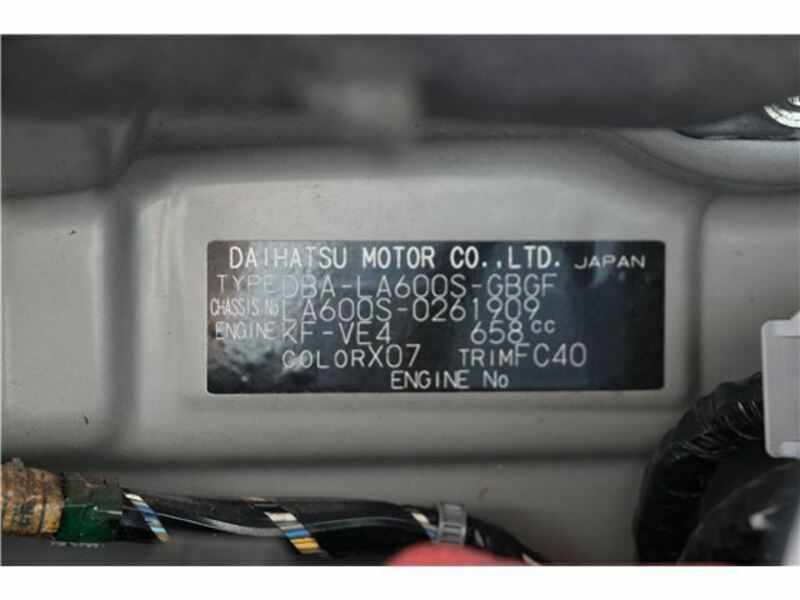 DAIHATSU MOTOR CO.,LTD. JAPAN
TYPE DBA-LA600S-GBGF
CHASSIS No LA600S-0261909
ENGINE KF-VE4 658cc
COLOR X07 TRIM FC40
ENGINE No